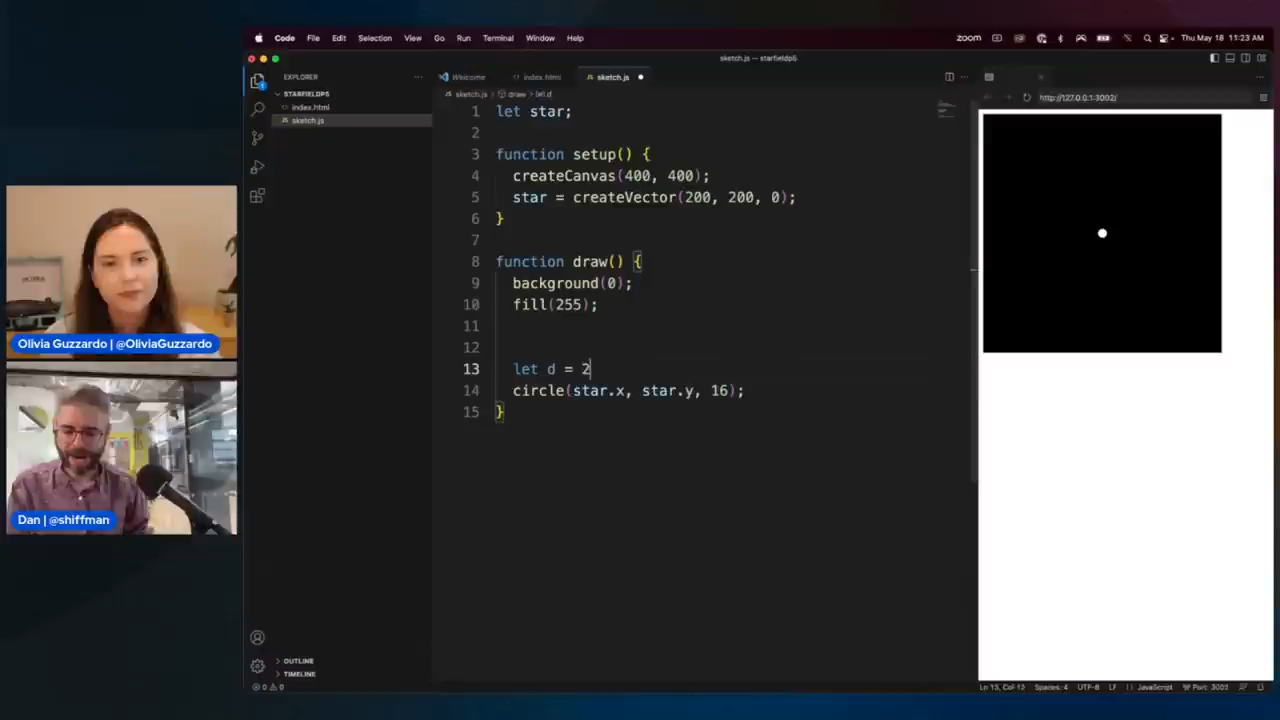 Code File Edit Selection View Go Run Terminal Window Help
zoom
Thu May 18 11:23 AM
sketch.js — starfieldp5
EXPLORER
STARFIELDP5
index.html
sketch.js
OUTLINE
TIMELINE
Welcome
index.html
sketch.js
sketch.js > draw > d
1 let star;
2
3 function setup() {
4 createCanvas(400, 400);
5 star = createVector(200, 200, 0);
6 }
7
8 function draw() {
9 background(0);
10 fill(255);
11
12
13 let d = 2
14 circle(star.x, star.y, 16);
15 }
http://127.0.0.1:3002/
Olivia Guzzardo | @OliviaGuzzardo
Dan | @shiffman
0 0
Ln 13, Col 12 Spaces: 4 UTF-8 LF JavaScript Port: 3002